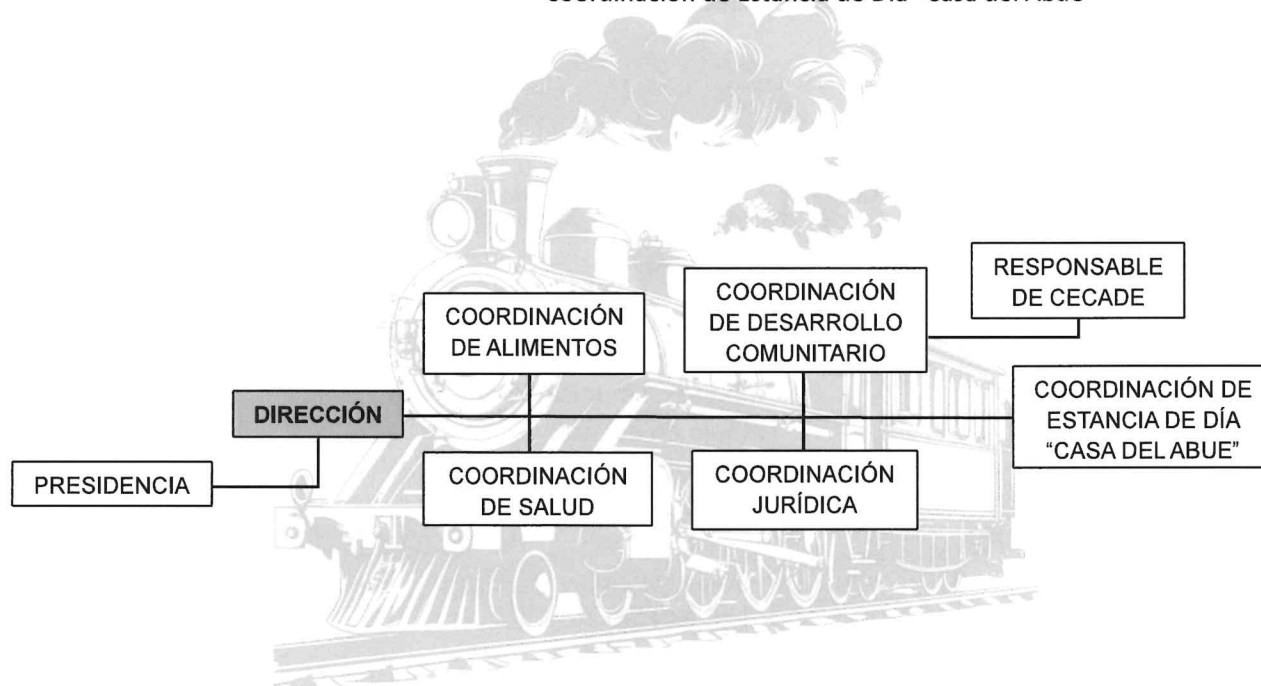 RESPONSABLE
DE CECADE
COORDINACIÓN
DE DESARROLLO
COMUNITARIO
COORDINACIÓN
DE ALIMENTOS
COORDINACIÓN DE
ESTANCIA DE DÍA
“CASA DEL ABUE”
DIRECCIÓN
PRESIDENCIA
COORDINACIÓN
DE SALUD
COORDINACIÓN
JURÍDICA